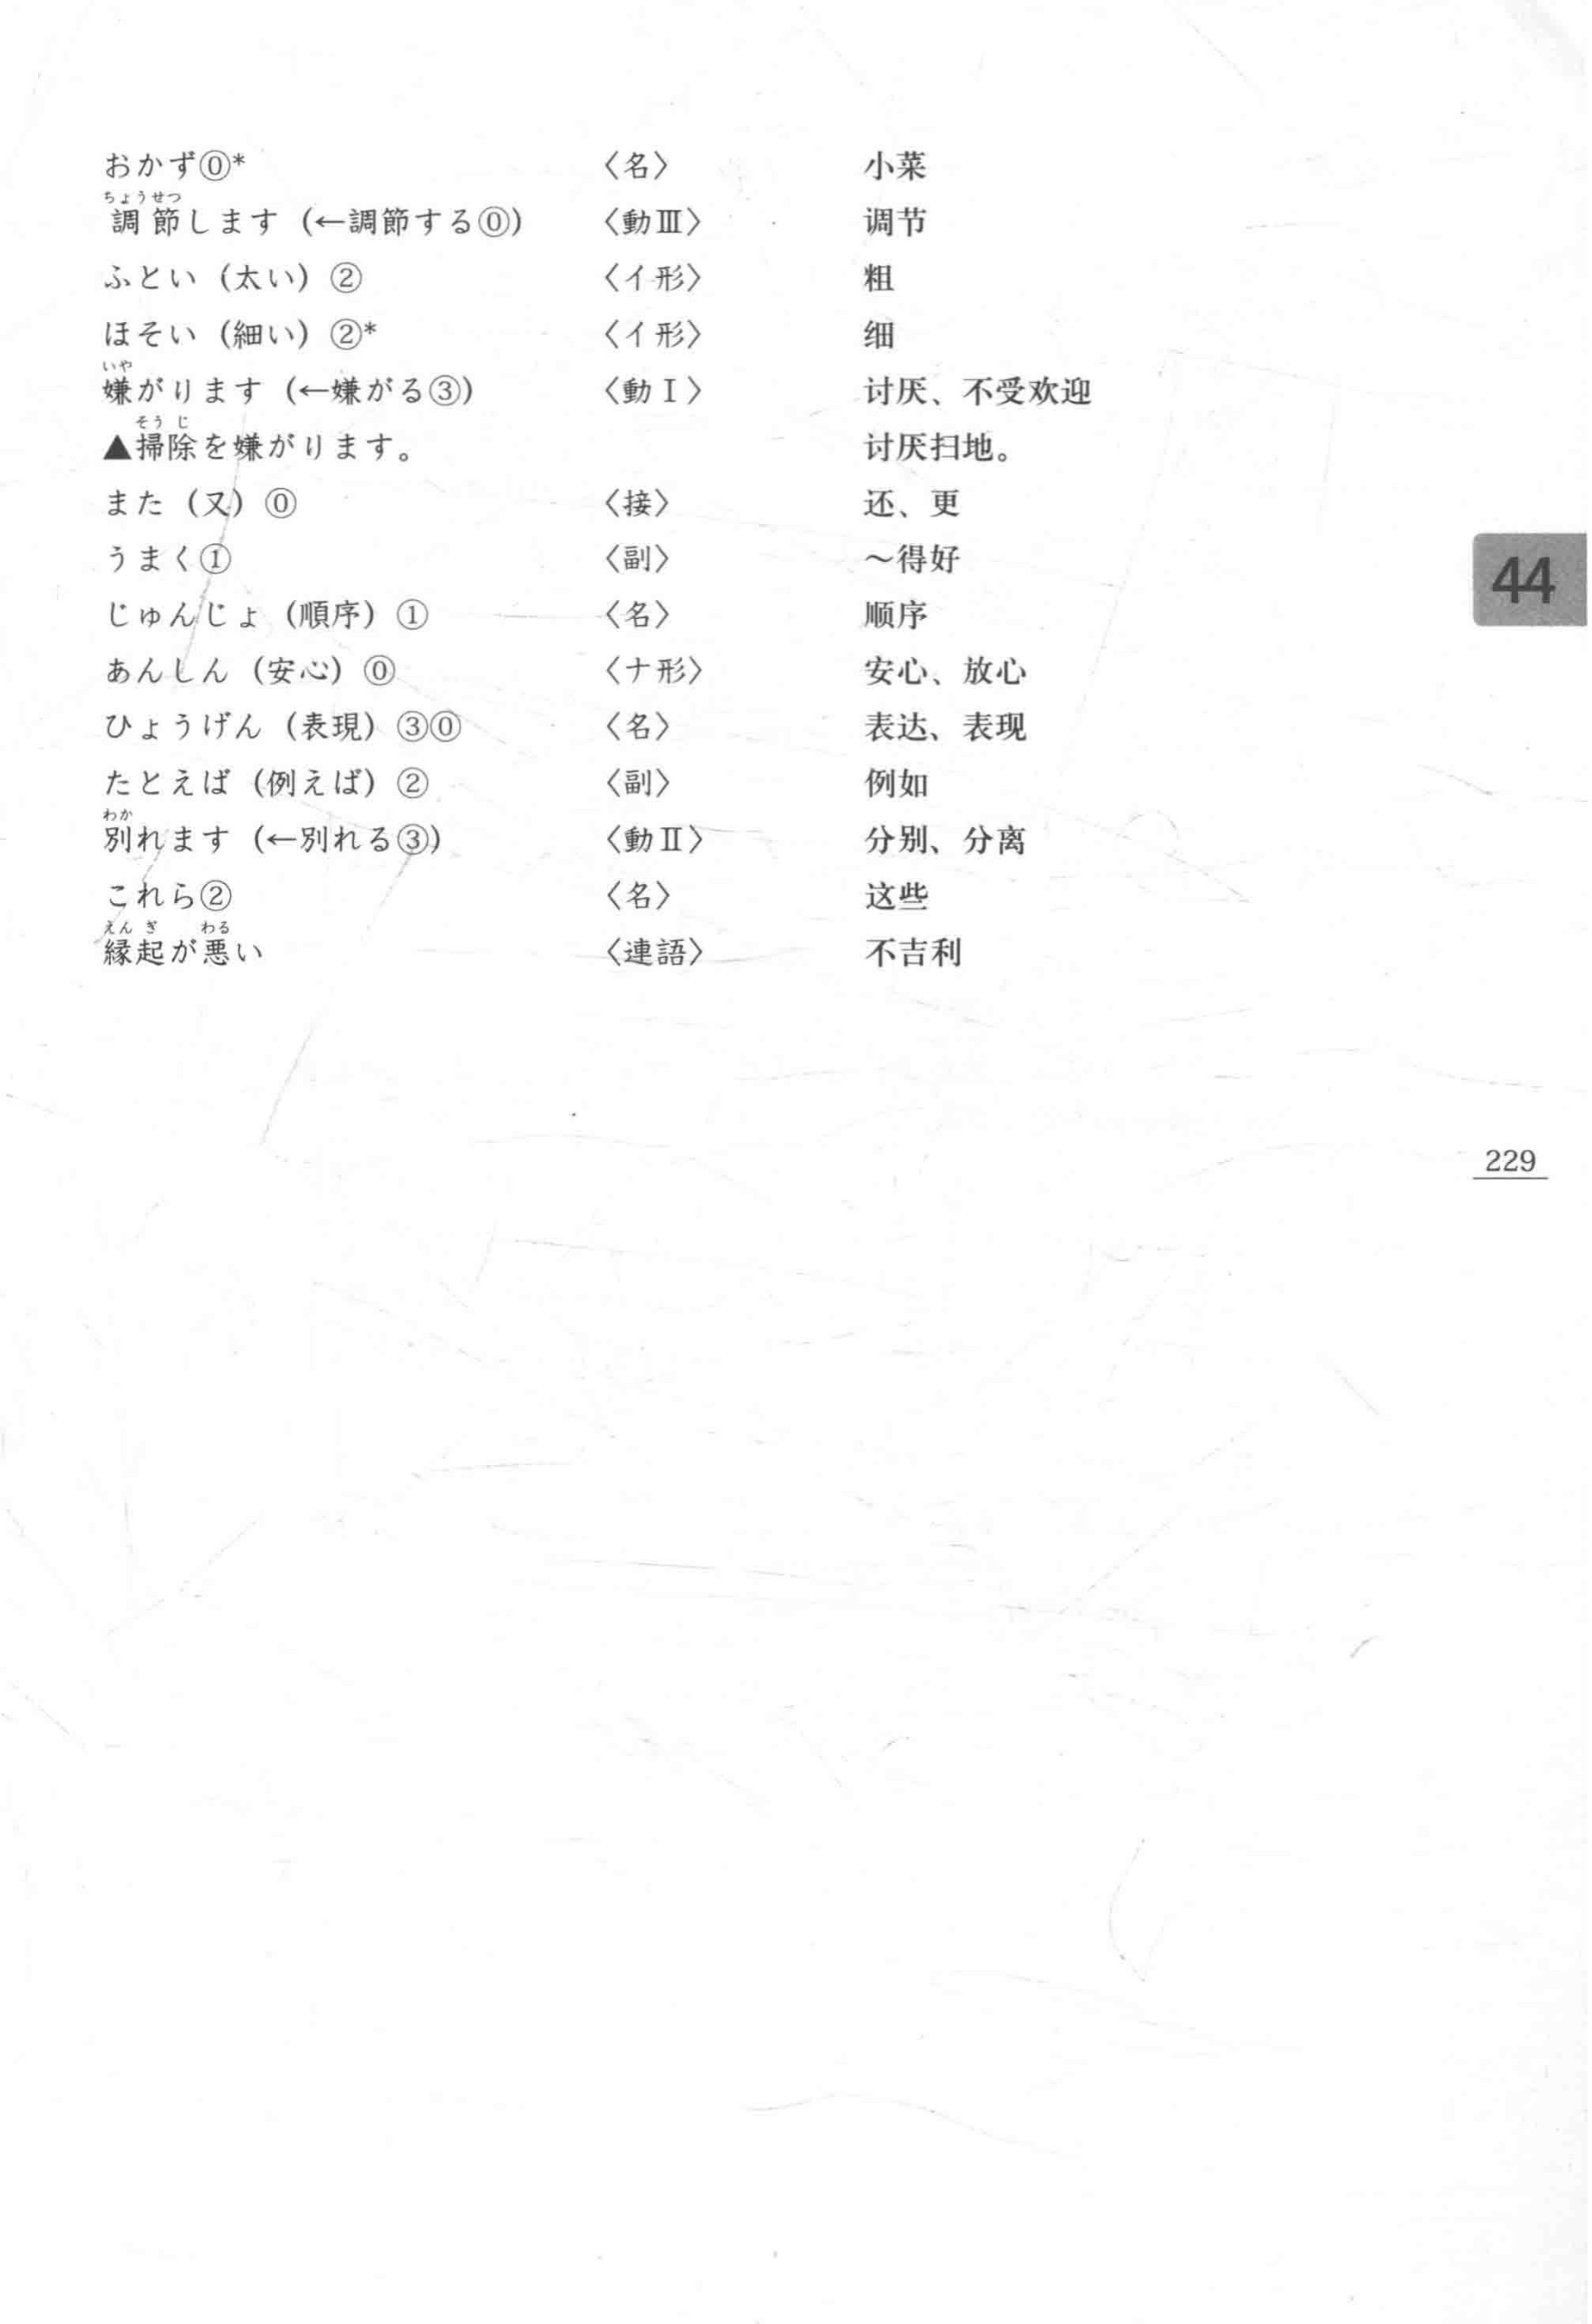 おかず⓪* 〈名〉 小菜
ちょうせつ
調節します（←調節する⓪） 〈動Ⅲ〉 调节
ふとい（太い）② 〈イ形〉 粗
ほそい（細い）②* 〈イ形〉 细
いや
嫌がります（←嫌がる③） 〈動Ⅰ〉 讨厌、不受欢迎
そうじ
▲掃除を嫌がります。 讨厌扫地。
また（又）⓪ 〈接〉 还、更
うまく① 〈副〉 ～得好
じゅんじょ（順序）① 〈名〉 顺序
あんしん（安心）⓪ 〈ナ形〉 安心、放心
ひょうげん（表現）③⓪ 〈名〉 表达、表现
たとえば（例えば）② 〈副〉 例如
わか
別れます（←別れる③） 〈動Ⅱ〉 分别、分离
これら② 〈名〉 这些
えんぎ わる
縁起が悪い 〈連語〉 不吉利
44
229